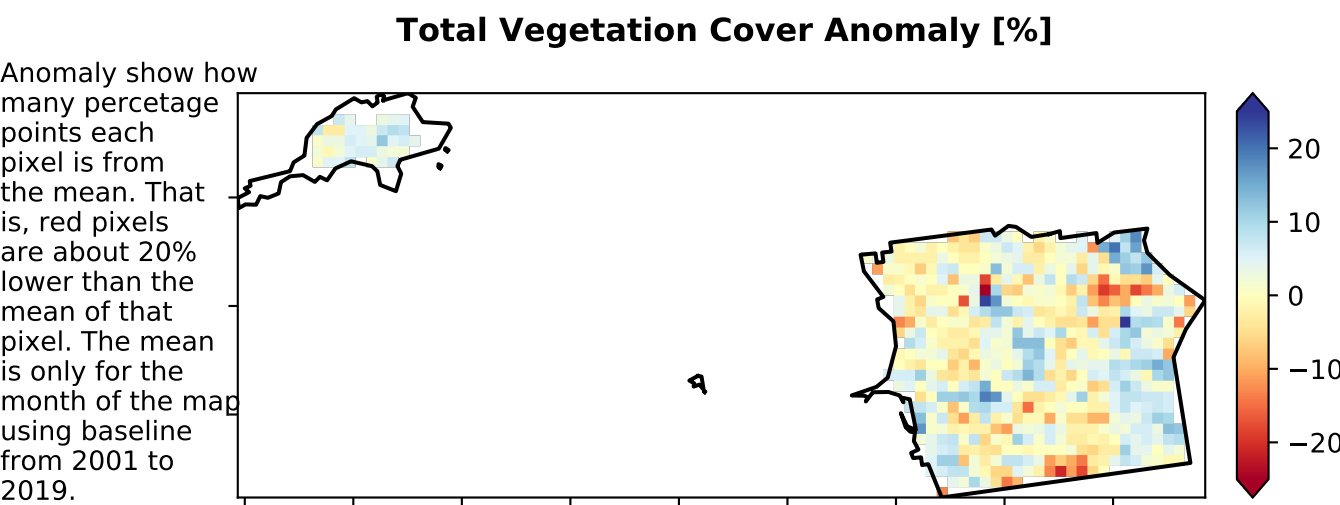 Total Vegetation Cover Anomaly [%]
Anomaly show how
many percetage
points each
pixel is from
the mean. That
is, red pixels
are about 20%
lower than the
mean of that
pixel. The mean
is only for the
month of the map
using baseline
from 2001 to
2019.
20
10
0
−10
−20